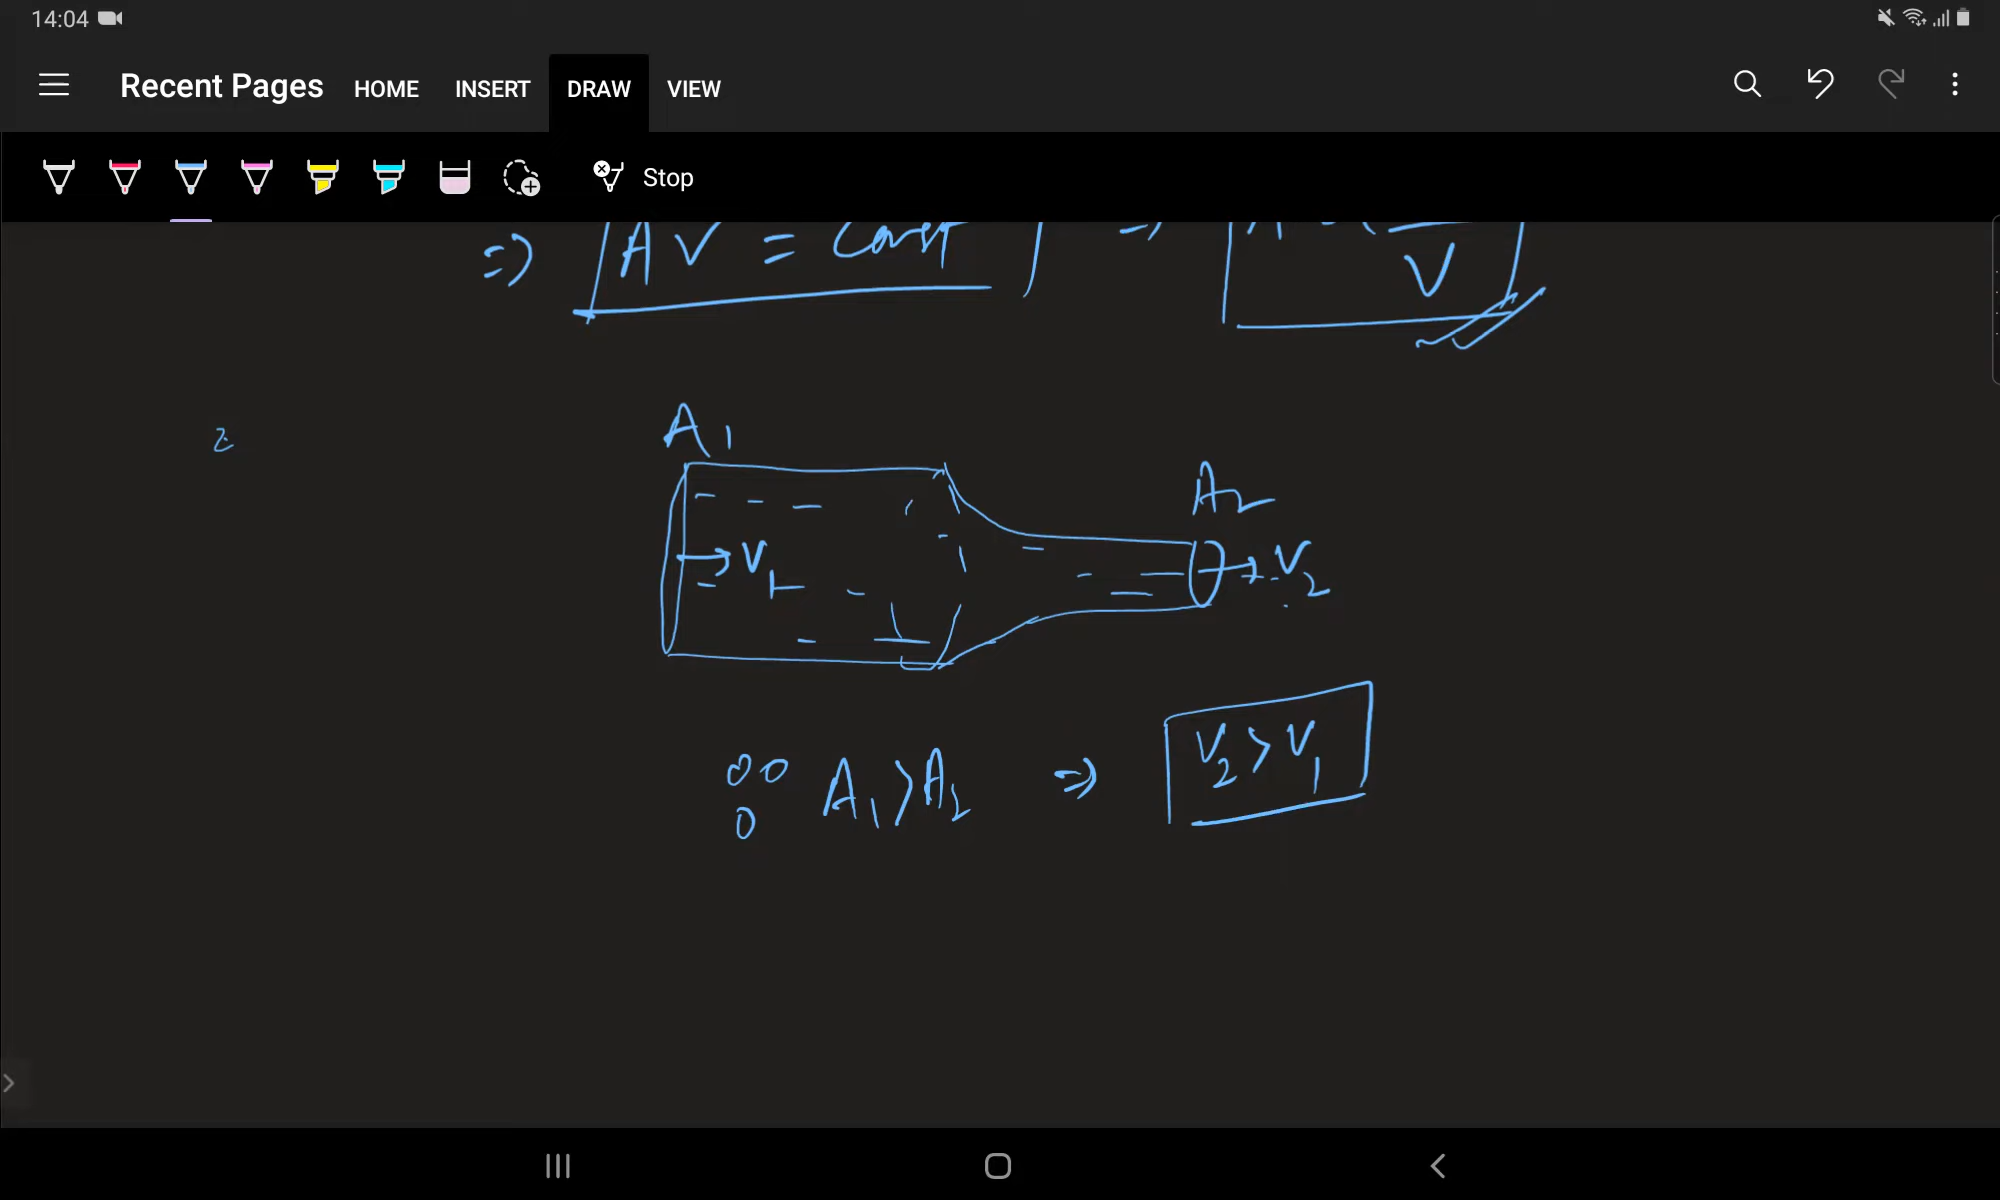 14:04
Recent Pages HOME INSERT DRAW VIEW
Stop
⇒ AV = Const ⇒
V
2
A1
A2
→ V1
→ V2
∴ A1 > A2 ⇒ V2 > V1